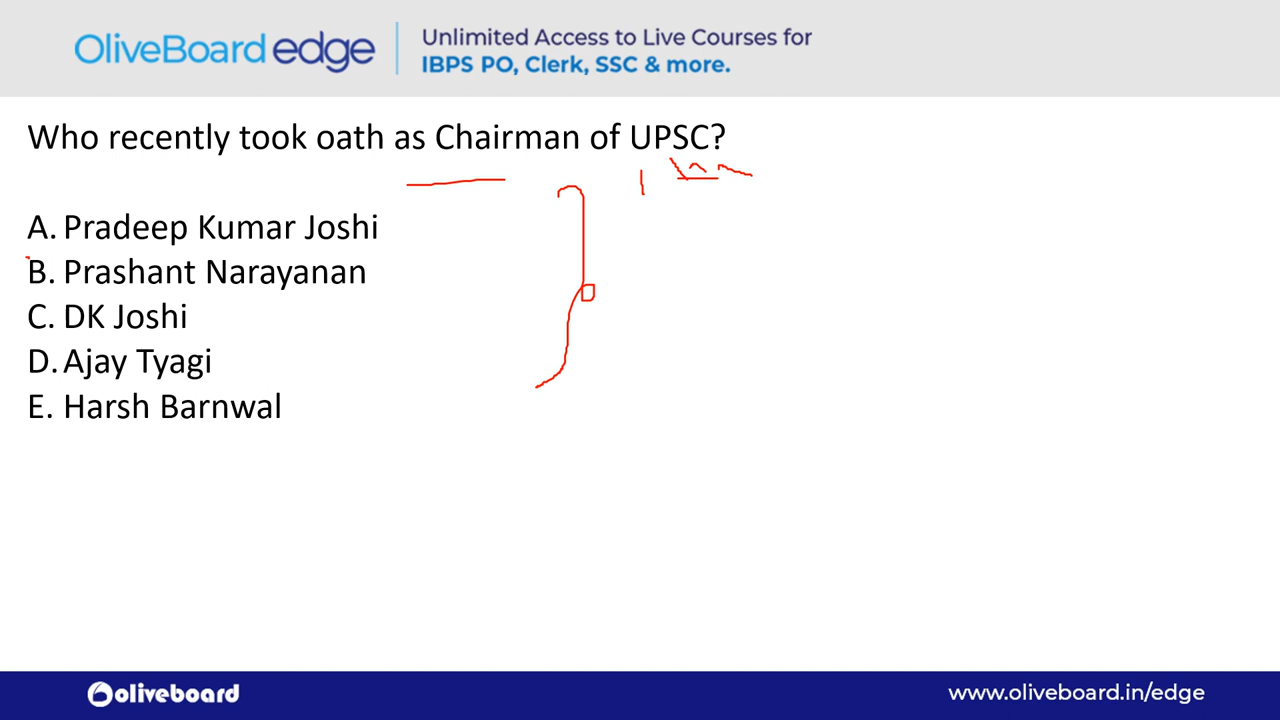 OliveBoard edge
Unlimited Access to Live Courses for
IBPS PO, Clerk, SSC & more.
Who recently took oath as Chairman of UPSC?
A. Pradeep Kumar Joshi
B. Prashant Narayanan
C. DK Joshi
D. Ajay Tyagi
E. Harsh Barnwal
oliveboard
www.oliveboard.in/edge